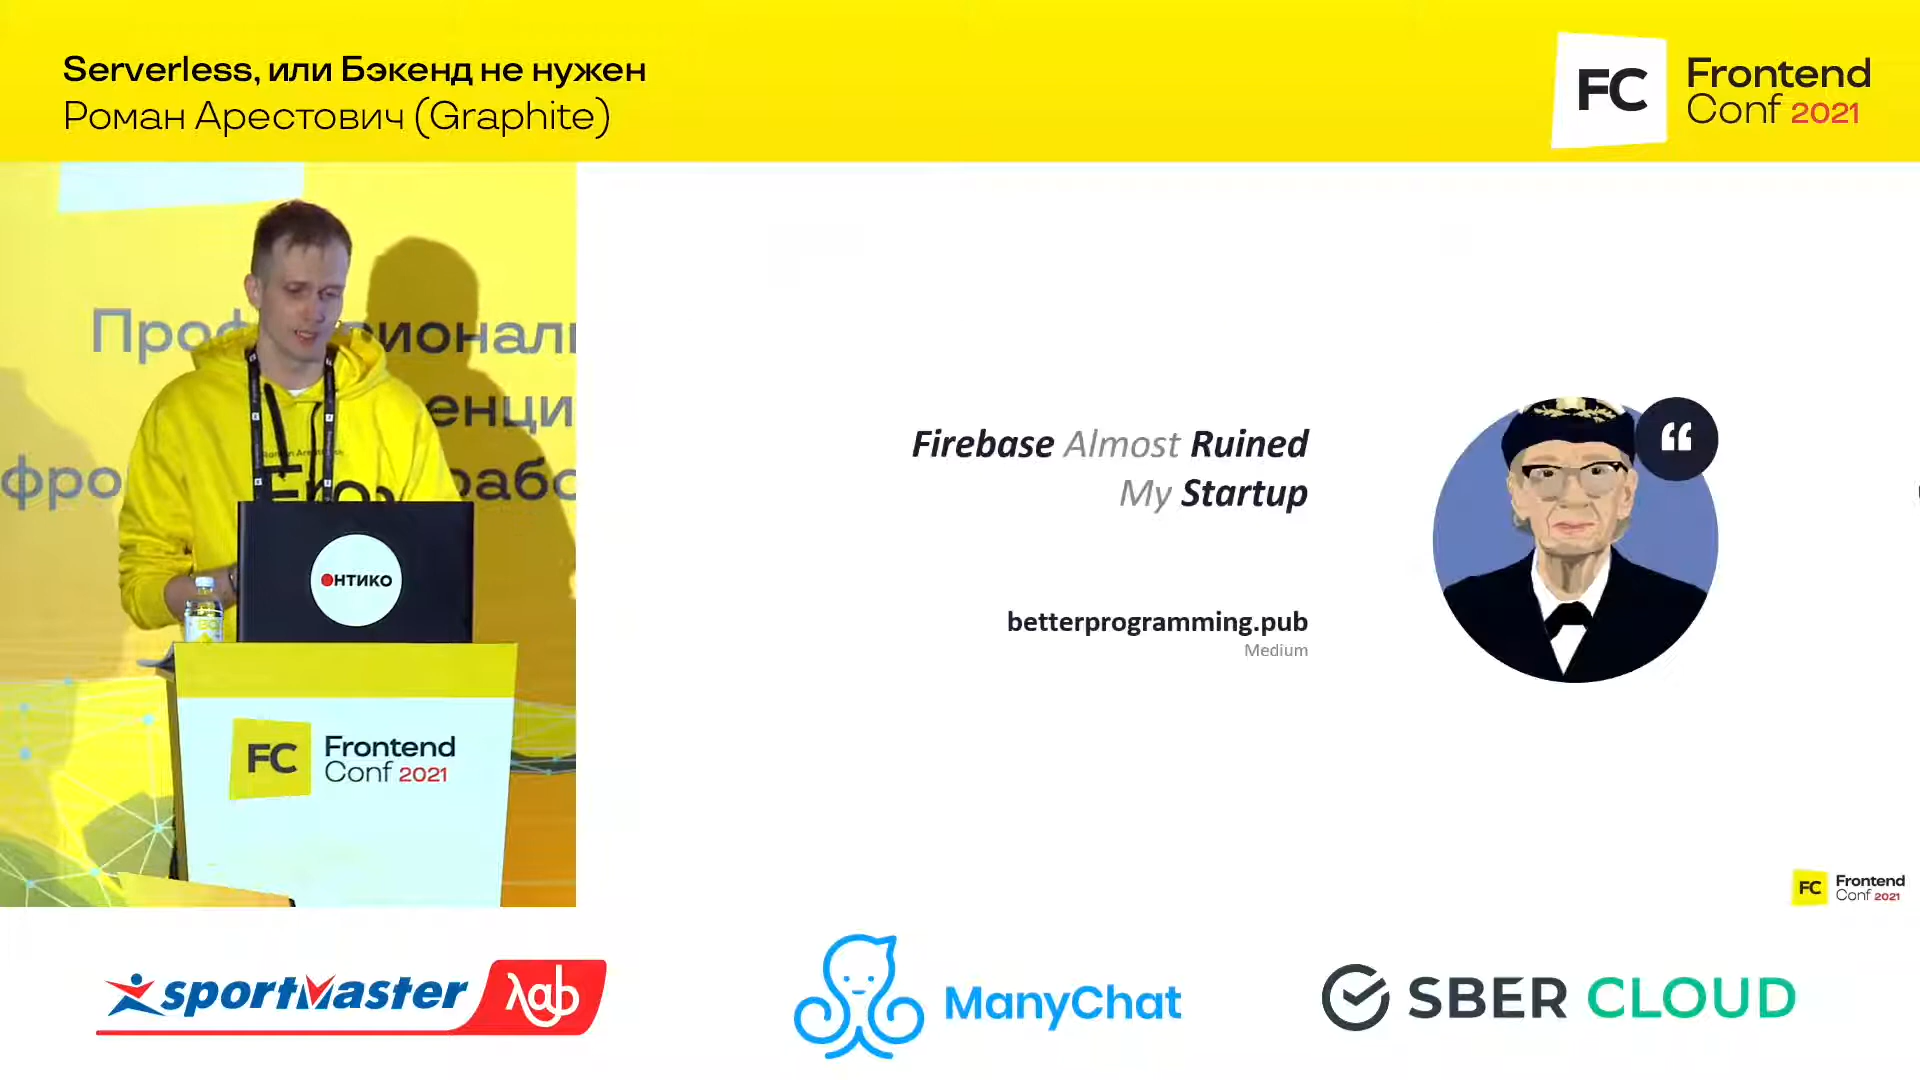 Serverless, или Бэкенд не нужен
Роман Арестович (Graphite)
FC
Frontend
Conf 2021
ОНТИКО
FC
Frontend
Conf 2021
Firebase Almost Ruined
My Startup
betterprogramming.pub
Medium
“
FC
Frontend
Conf 2021
sportmaster
λab
ManyChat
SBER CLOUD